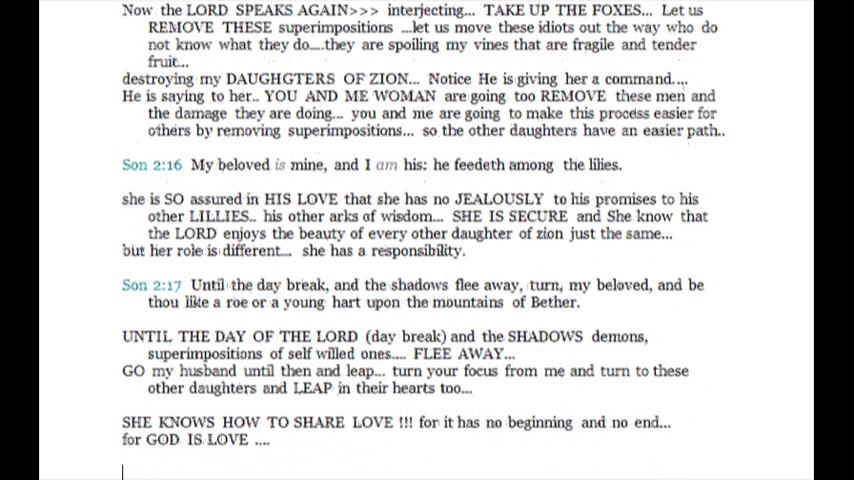 Now the LORD SPEAKS AGAIN>>> interjecting... TAKE UP THE FOXES... Let us
REMOVE THESE superimpositions ....let us move these idiots out the way who do
not know what they do....they are spoiling my vines that are fragile and tender
fruit...
destroying my DAUGHGTERS OF ZION... Notice He is giving her a command....
He is saying to her.. YOU AND ME WOMAN are going too REMOVE these men and
the damage they are doing... you and me are going to make this process easier for
others by removing superimpositions... so the other daughters have an easier path..
Son 2:16 My beloved is mine, and I am his: he feedeth among the lilies.
she is SO assured in HIS LOVE that she has no JEALOUSLY to his promises to his
other LILLIES.. his other arks of wisdom... SHE IS SECURE and She know that
the LORD enjoys the beauty of every other daughter of zion just the same...
but her role is different... she has a responsibility.
Son 2:17 Until the day break, and the shadows flee away, turn, my beloved, and be
thou like a roe or a young hart upon the mountains of Bether.
UNTIL THE DAY OF THE LORD (day break) and the SHADOWS demons,
superimpositions of self willed ones.... FLEE AWAY...
GO my husband until then and leap... turn your focus from me and turn to these
other daughters and LEAP in their hearts too...
SHE KNOWS HOW TO SHARE LOVE !!! for it has no beginning and no end...
for GOD IS LOVE ....